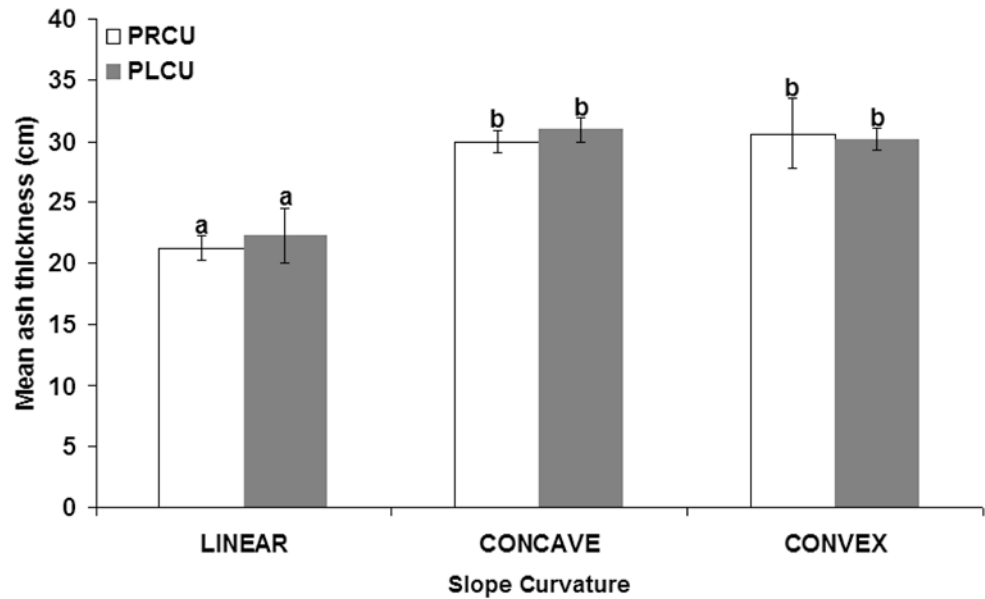 40
PRCU
PLCU
35
30
25
20
15
10
5
0
Mean ash thickness (cm)
a
a
b
b
b
b
LINEAR
CONCAVE
CONVEX
Slope Curvature